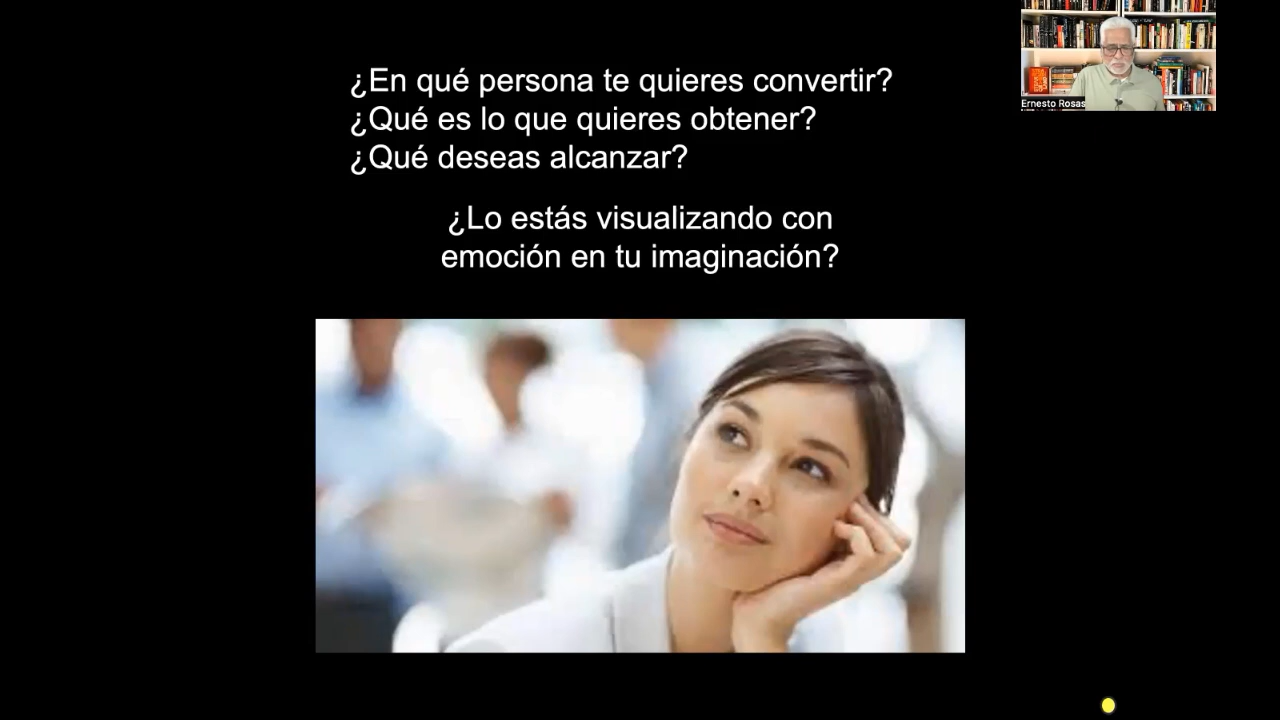 ¿En qué persona te quieres convertir?
¿Qué es lo que quieres obtener?
¿Qué deseas alcanzar?
¿Lo estás visualizando con
emoción en tu imaginación?
Ernesto Rosas